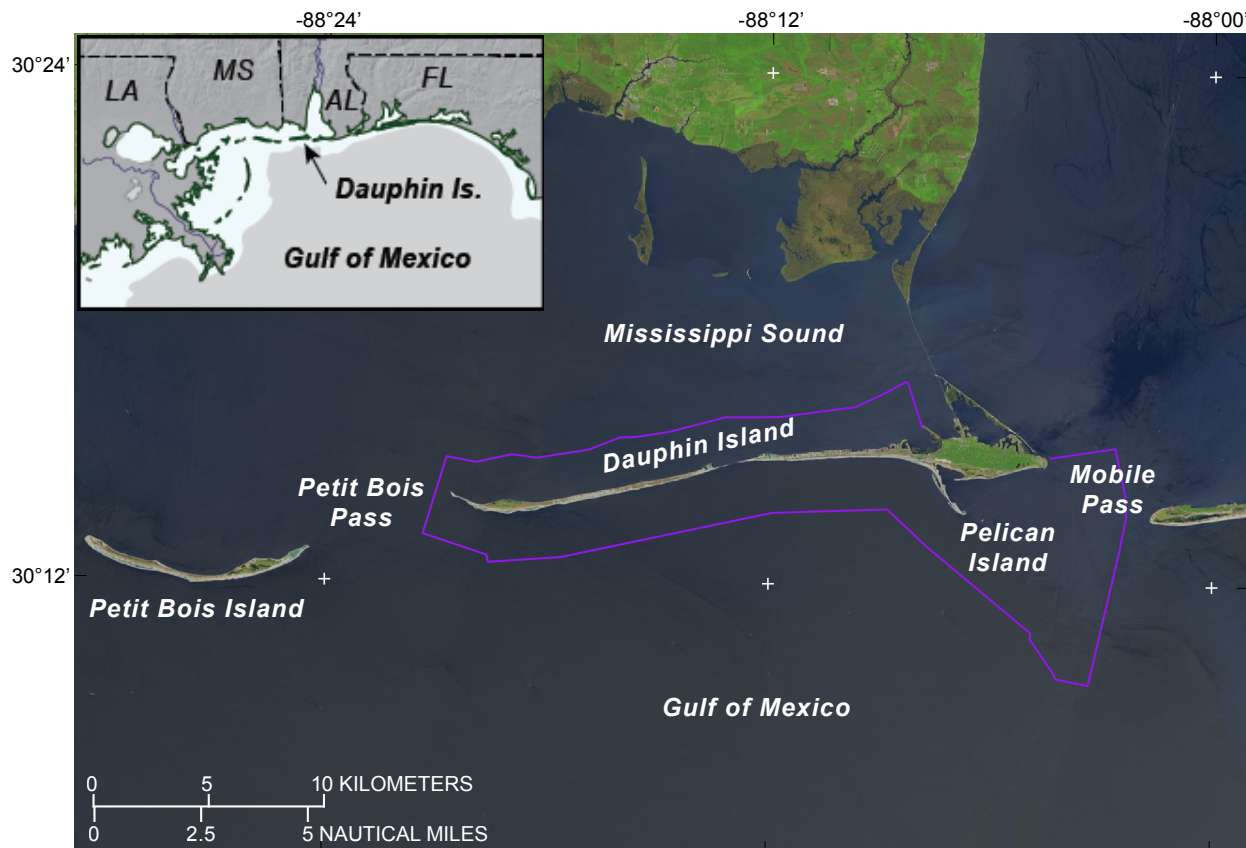 -88°24’
-88°12’
-88°00’
30°24’
LA
MS
AL
FL
Dauphin Is.
Gulf of Mexico
Mississippi Sound
Dauphin Island
Petit Bois
Pass
Mobile
Pass
Pelican
Island
30°12’
Petit Bois Island
Gulf of Mexico
0 5 10 KILOMETERS
0 2.5 5 NAUTICAL MILES